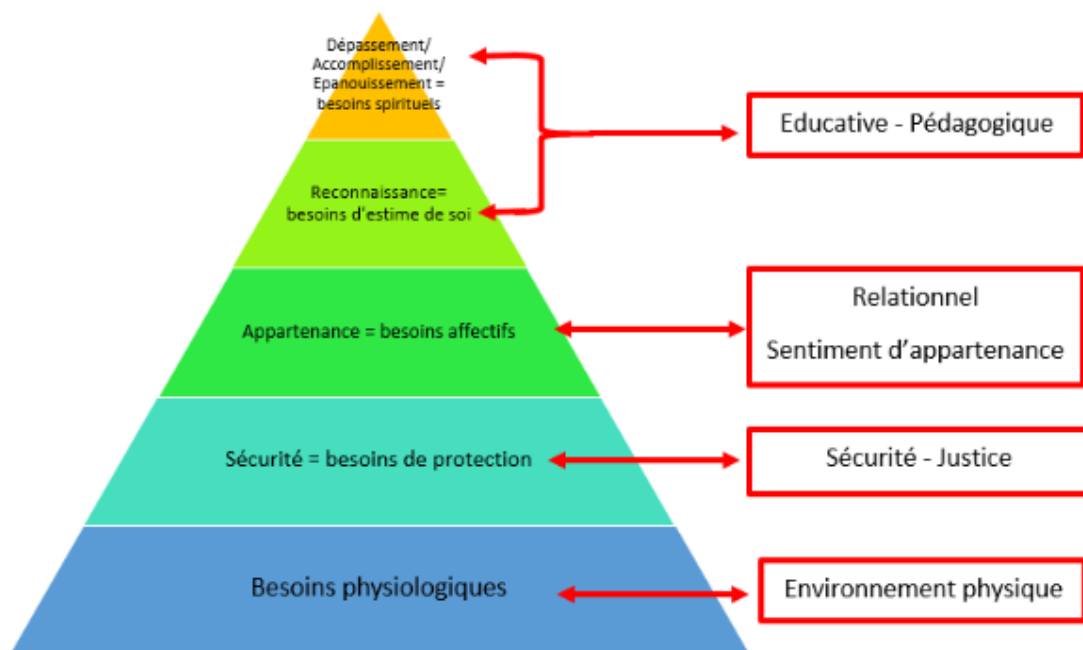 Dépassement/
Accomplissement/
Epanouissement =
besoins spirituels
Educative - Pédagogique
Reconnaissance=
besoins d'estime de soi
Relationnel
Sentiment d’appartenance
Appartenance = besoins affectifs
Sécurité = besoins de protection
Sécurité - Justice
Besoins physiologiques
Environnement physique